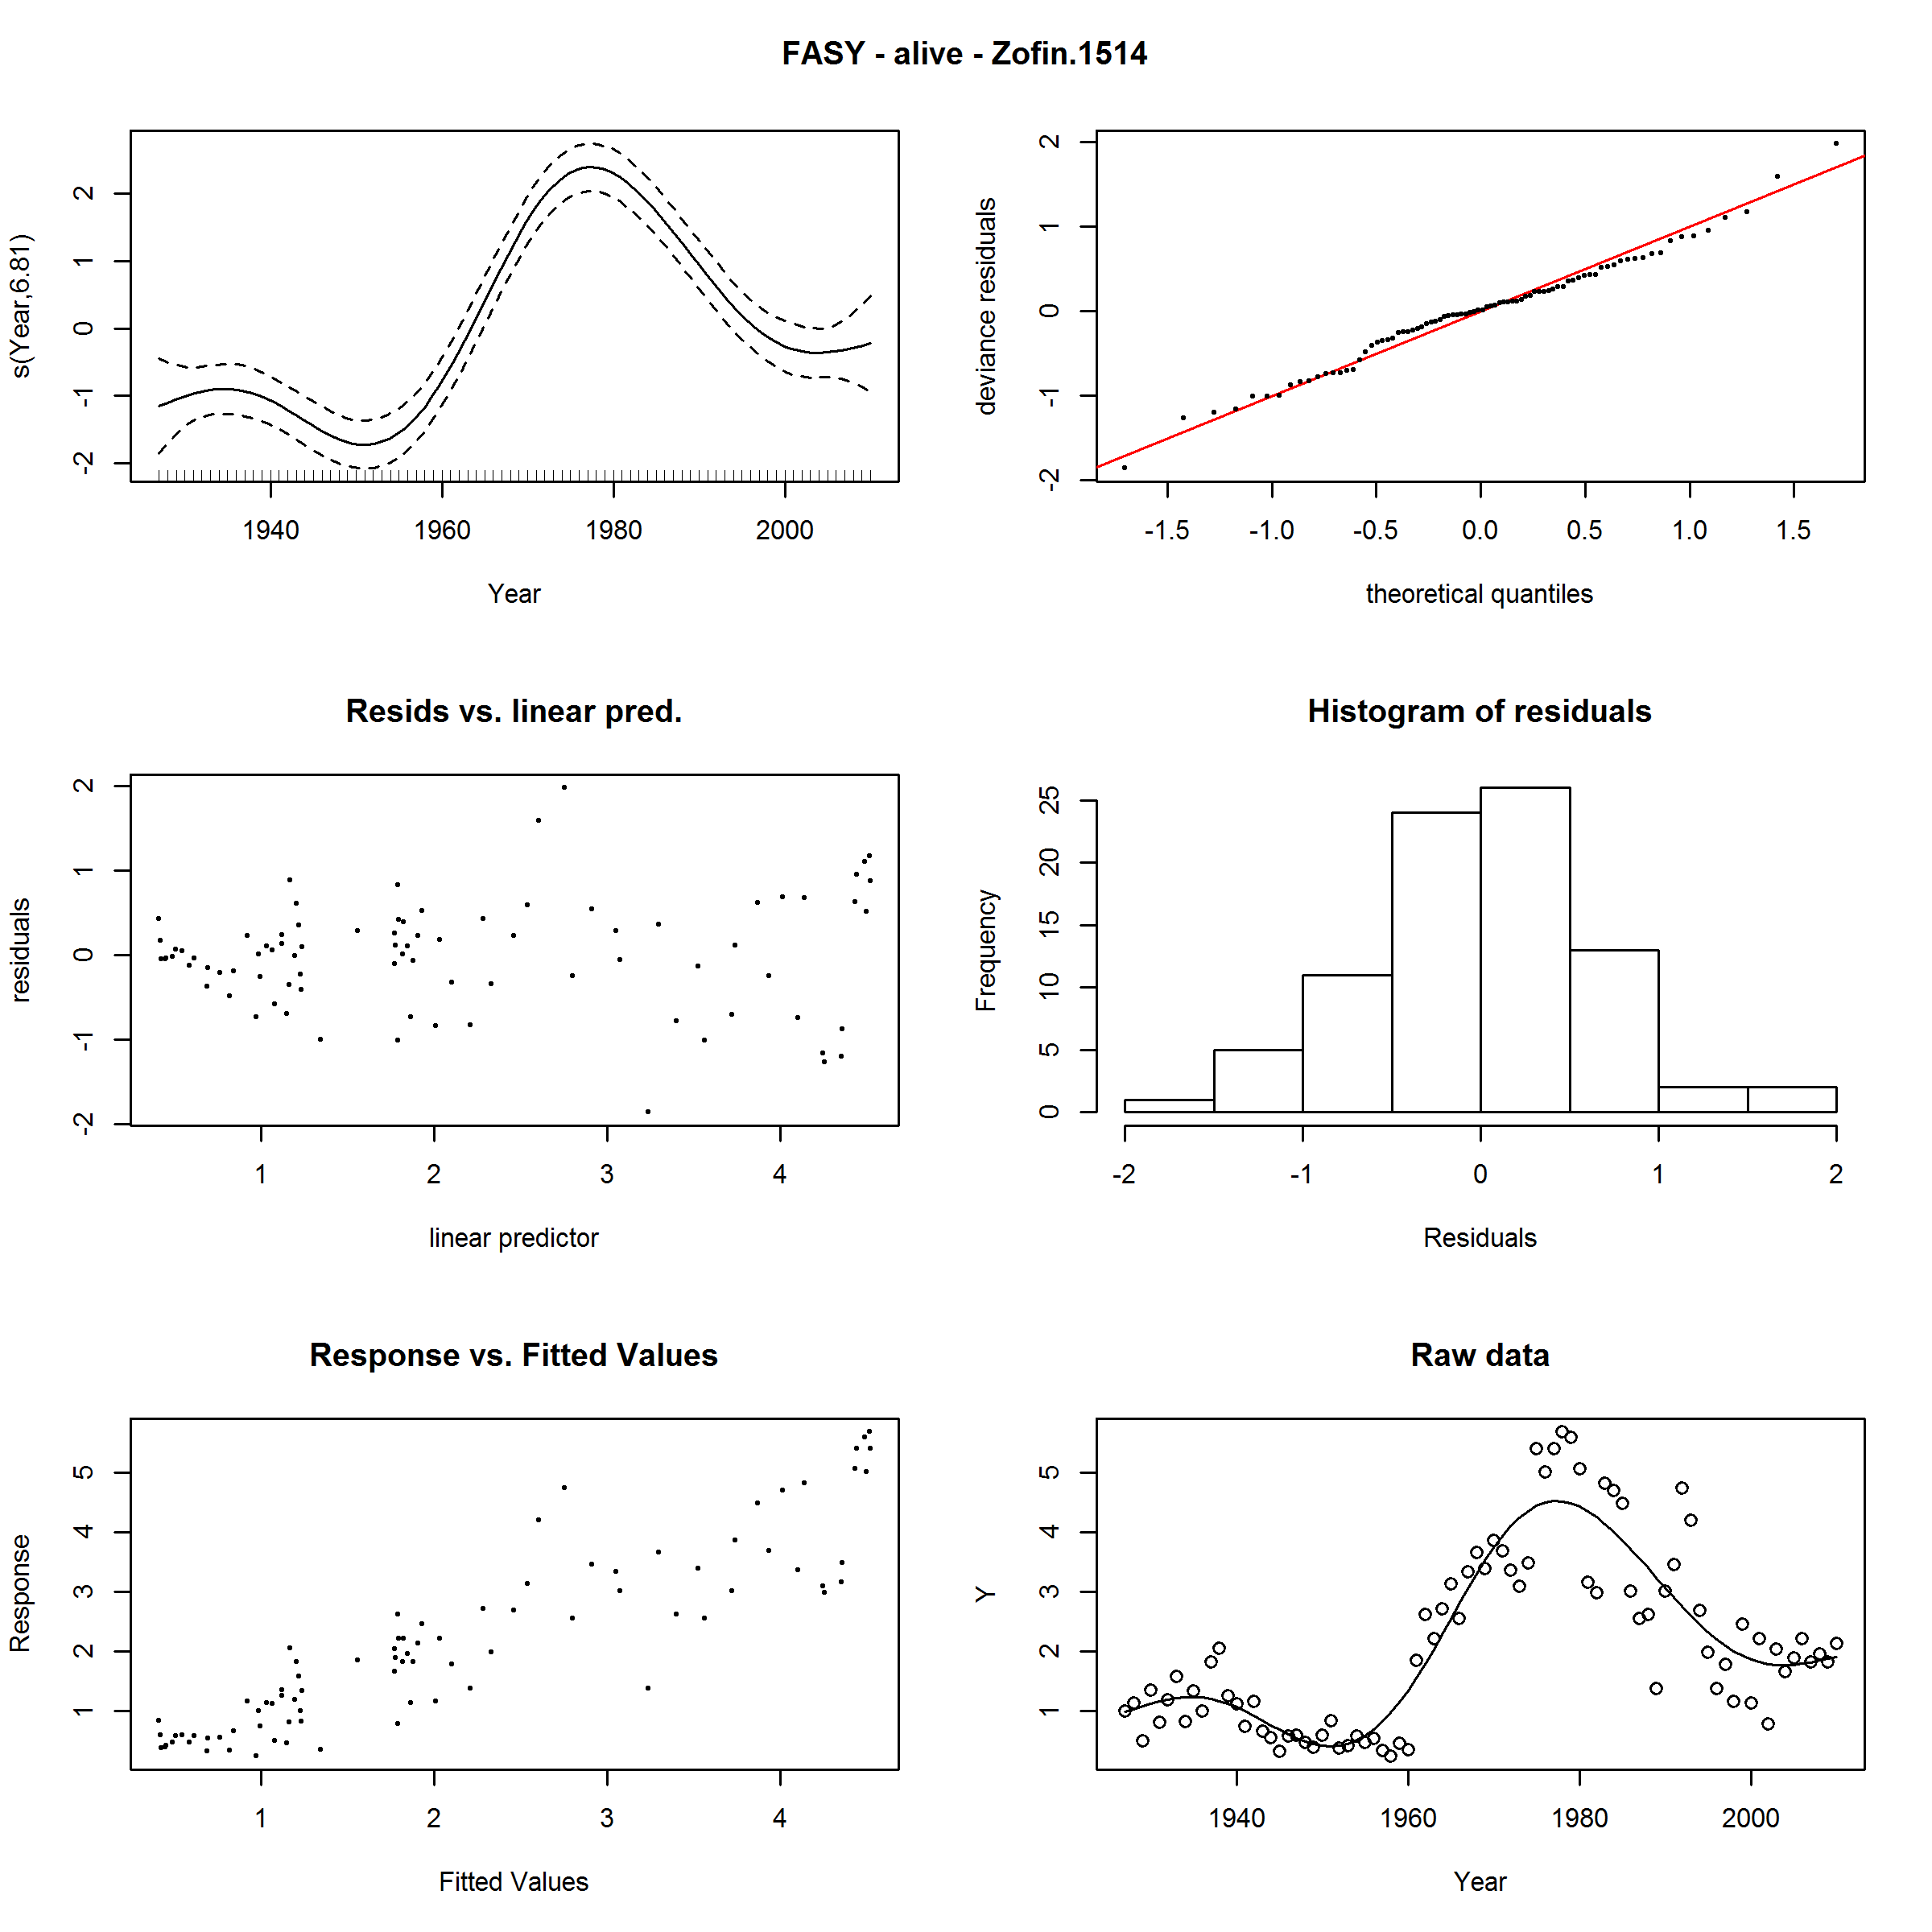 FASY - alive - Zofin.1514
s(Year,6.81)
-2 -1 0 1 2
1940 1960 1980 2000
Year
deviance residuals
-2 -1 0 1 2
-1.5 -1.0 -0.5 0.0 0.5 1.0 1.5
theoretical quantiles
Resids vs. linear pred.
residuals
-2 -1 0 1 2
1 2 3 4
linear predictor
Histogram of residuals
Frequency
0 5 10 15 20 25
-2 -1 0 1 2
Residuals
Response vs. Fitted Values
Response
1 2 3 4 5
1 2 3 4
Fitted Values
Raw data
Y
1 2 3 4 5
1940 1960 1980 2000
Year